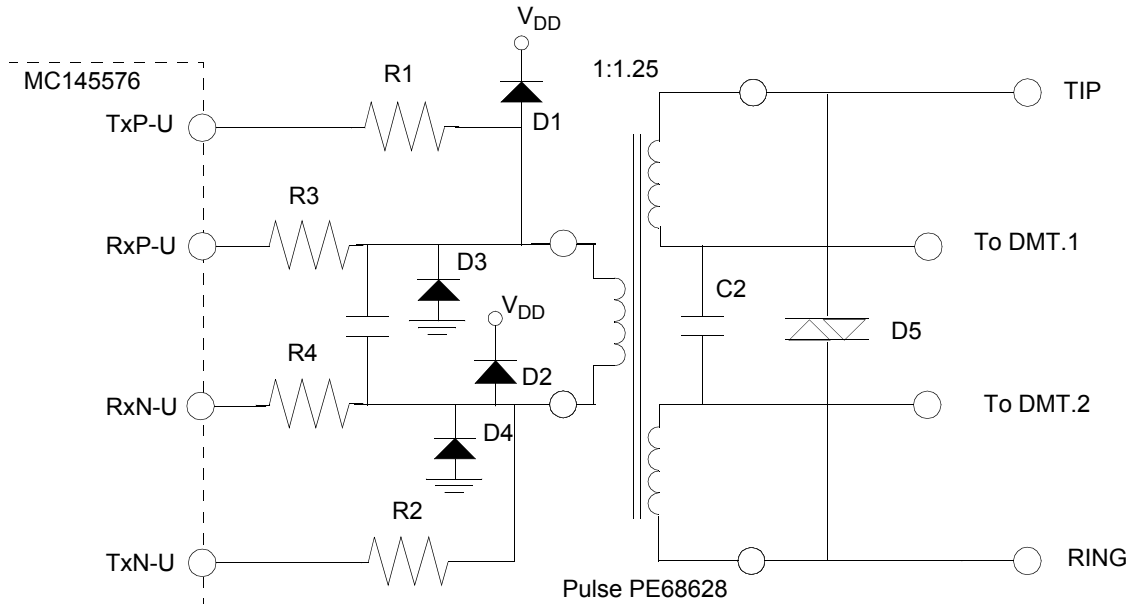 VDD
1:1.25
MC145576
R1
TIP
TxP-U
D1
R3
RxP-U
To DMT.1
D3
C2
VDD
D5
R4
D2
RxN-U
To DMT.2
D4
R2
TxN-U
RING
Pulse PE68628